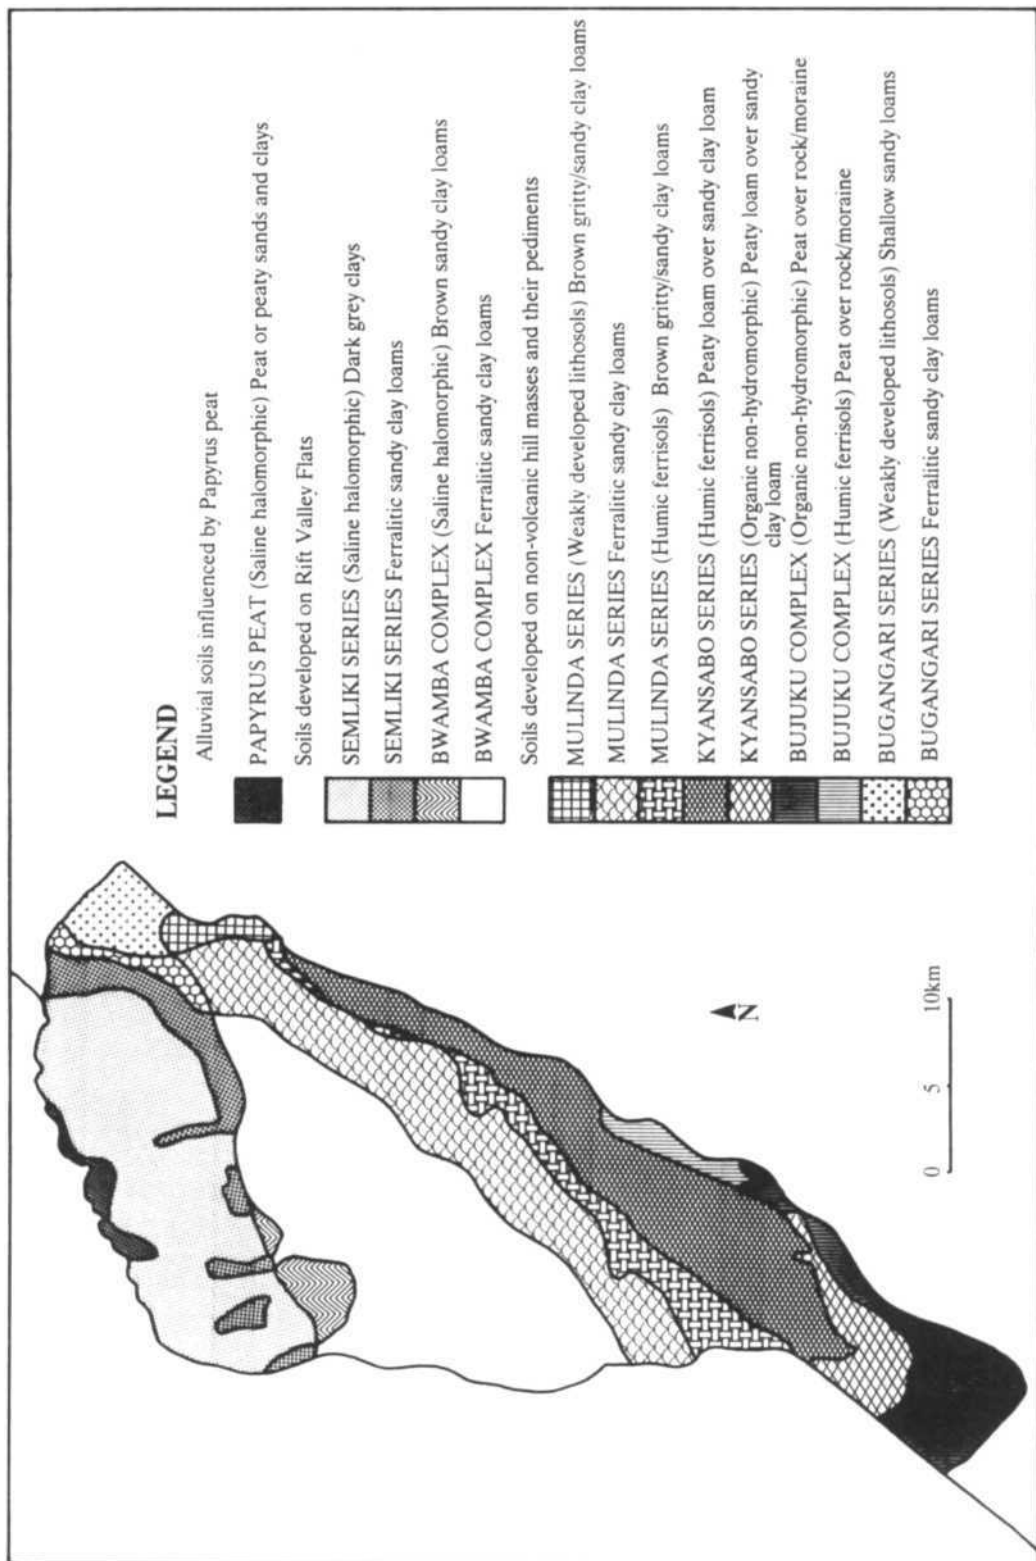 LEGEND
Alluvial soils influenced by Papyrus peat
PAPYRUS PEAT (Saline halomorphic) Peat or peaty sands and clays
Soils developed on Rift Valley Flats
SEMLIKI SERIES (Saline halomorphic) Dark grey clays
SEMLIKI SERIES Ferralitic sandy clay loams
BWAMBA COMPLEX (Saline halomorphic) Brown sandy clay loams
BWAMBA COMPLEX Ferralitic sandy clay loams
Soils developed on non-volcanic hill masses and their pediments
MULINDA SERIES (Weakly developed lithosols) Brown gritty/sandy clay loams
MULINDA SERIES Ferralitic sandy clay loams
MULINDA SERIES (Humic ferrisols) Brown gritty/sandy clay loams
KYANSABO SERIES (Humic ferrisols) Peaty loam over sandy clay loam
KYANSABO SERIES (Organic non-hydromorphic) Peaty loam over sandy
clay loam
BUJUKU COMPLEX (Organic non-hydromorphic) Peat over rock/moraine
BUJUKU COMPLEX (Humic ferrisols) Peat over rock/moraine
BUGANGARI SERIES (Weakly developed lithosols) Shallow sandy loams
BUGANGARI SERIES Ferralitic sandy clay loams
N
0 5 10km